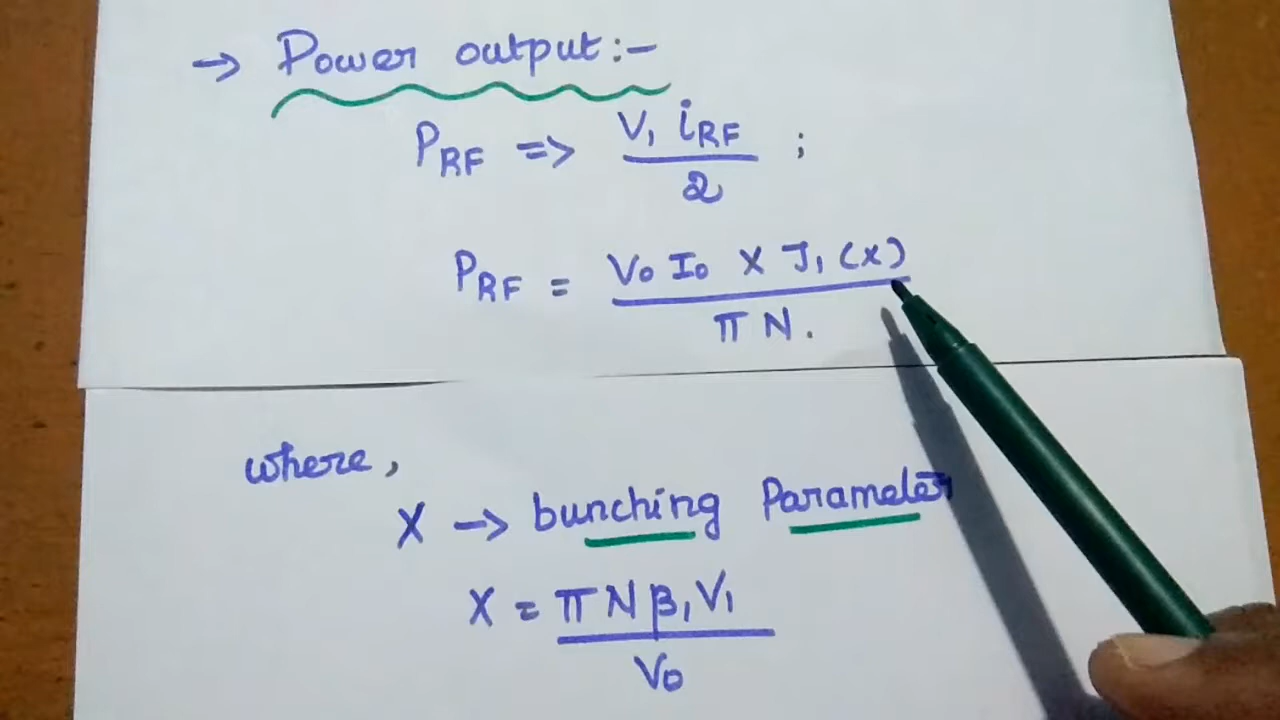 → Power output:-
P_RF => V₁ i_RF / 2 ;
P_RF = V₀ I₀ X J₁ (X) / π N.
where,
X → bunching Parameter
X = π N β₁ V₁ / V₀